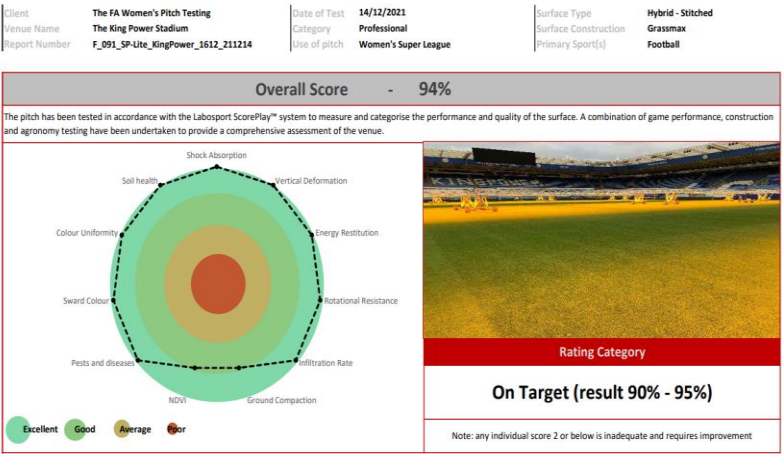 Client The FA Women's Pitch Testing Date of Test 14/12/2021 Surface Type Hybrid - Stitched
Venue Name The King Power Stadium Category Professional Surface Construction Grassmax
Report Number F_091_SP-Lite_KingPower_1612_211214 Use of pitch Women's Super League Primary Sport(s) Football
Overall Score - 94%
The pitch has been tested in accordance with the Labosport ScorePlay™ system to measure and categorise the performance and quality of the surface. A combination of game performance, construction
and agronomy testing have been undertaken to provide a comprehensive assessment of the venue.
Shock Absorption
Soil health
Vertical Deformation
Colour Uniformity
Energy Restitution
Sward Colour
Rotational Resistance
Pests and diseases
Infiltration Rate
NDVI
Ground Compaction
Excellent Good Average Poor
Rating Category
On Target (result 90% - 95%)
Note: any individual score 2 or below is inadequate and requires improvement